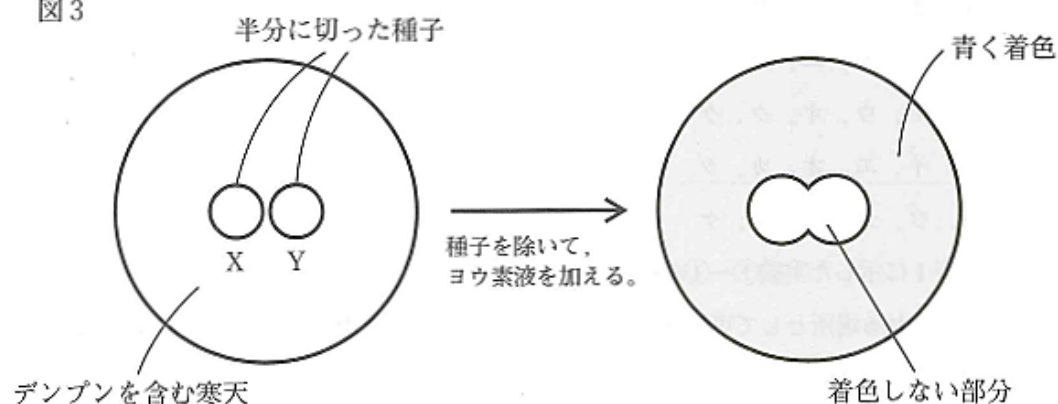 図3
半分に切った種子
青く着色
X Y
種子を除いて,
ヨウ素液を加える。
デンプンを含む寒天
着色しない部分